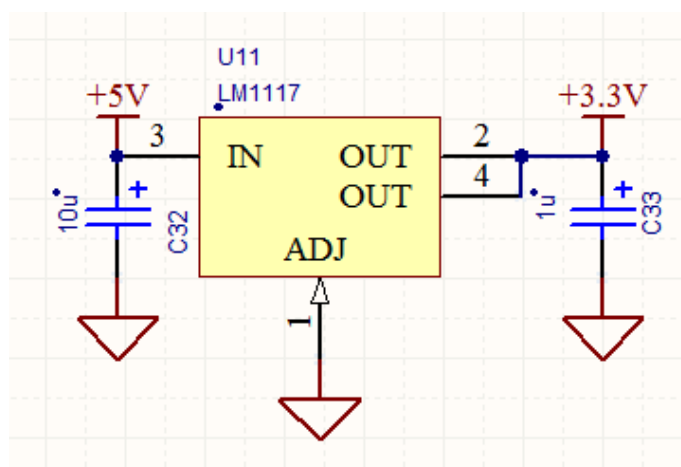 U11
LM1117
+5V
+3.3V
3
IN
OUT
2
OUT
4
+
10u
C32
ADJ
1
+
1u
C33